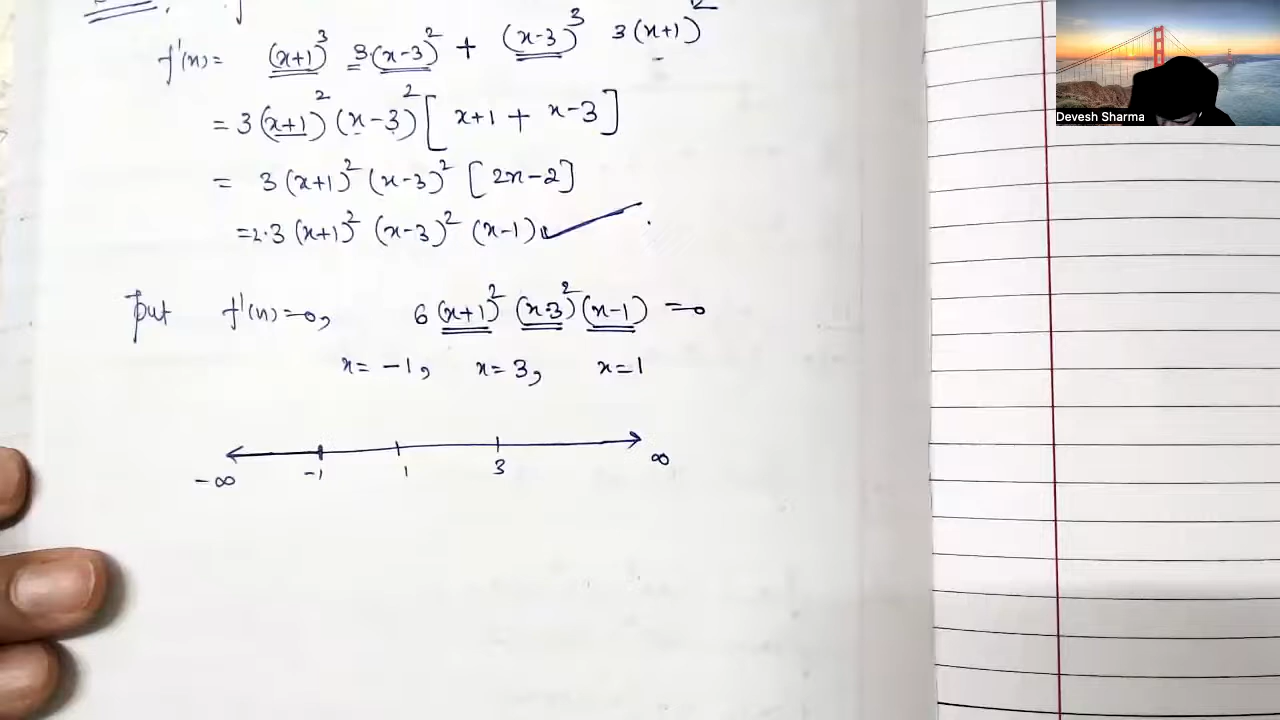 f'(x) = (x+1)³ 3(x-3)² + (x-3)³ 3(x+1)²
= 3(x+1)² (x-3)² [ x+1 + x-3 ]
= 3(x+1)² (x-3)² [2x-2]
= 2·3 (x+1)² (x-3)² (x-1)
Put f'(x)=0, 6(x+1)² (x-3)² (x-1) = 0
x = -1, x = 3, x = 1
-∞ -1 1 3 ∞
Devesh Sharma